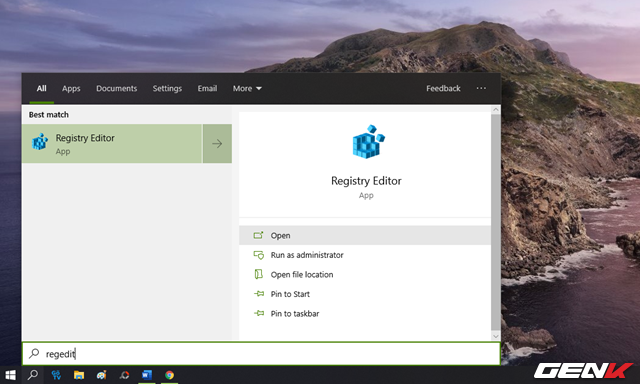 All Apps Documents Settings Email More Feedback ...
Best match
Registry Editor
App
Registry Editor
App
Open
Run as administrator
Open file location
Pin to Start
Pin to taskbar
regedit
GENK